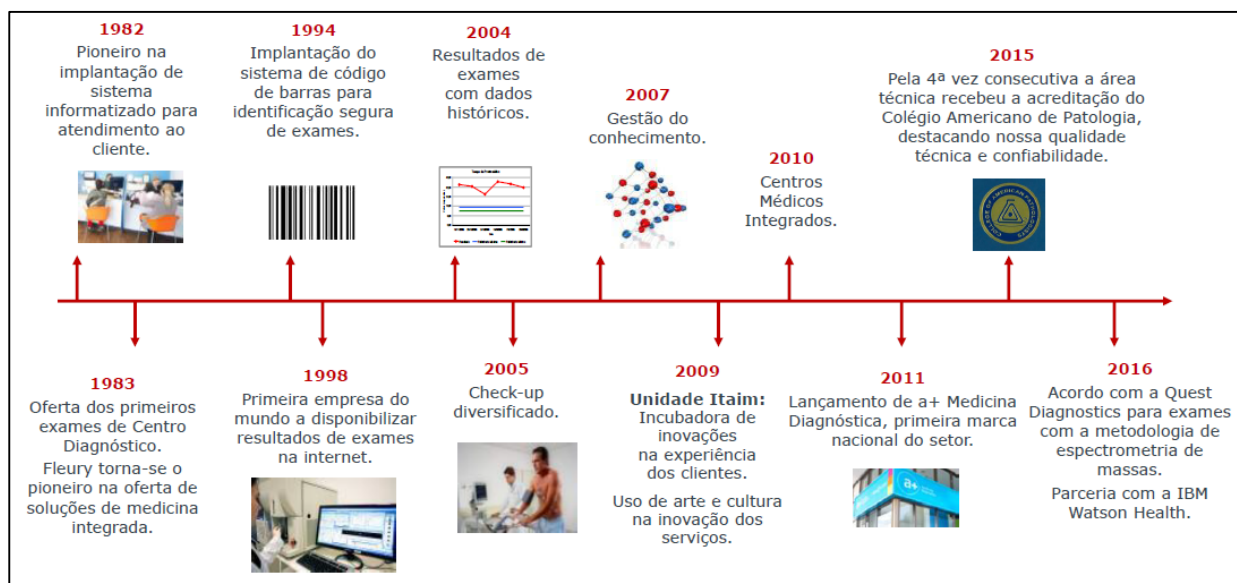 1982
Pioneiro na
implantação de
sistema
informatizado para
atendimento ao
cliente.
1994
Implantação do
sistema de código
de barras para
identificação segura
de exames.
2004
Resultados de
exames
com dados
históricos.
2007
Gestão do
conhecimento.
2010
Centros
Médicos
Integrados.
2015
Pela 4ª vez consecutiva a área
técnica recebeu a acreditação do
Colégio Americano de Patologia,
destacando nossa qualidade
técnica e confiabilidade.
COLLEGE OF AMERICAN PATHOLOGISTS
1983
Oferta dos primeiros
exames de Centro
Diagnóstico.
Fleury torna-se o
pioneiro na oferta de
soluções de medicina
integrada.
1998
Primeira empresa do
mundo a disponibilizar
resultados de exames
na internet.
2005
Check-up
diversificado.
2009
Unidade Itaim:
Incubadora de
inovações
na experiência
dos clientes.
Uso de arte e cultura
na inovação dos
serviços.
2011
Lançamento de a+ Medicina
Diagnóstica, primeira marca
nacional do setor.
a+
2016
Acordo com a Quest
Diagnostics para exames
com a metodologia de
espectrometria de
massas.
Parceria com a IBM
Watson Health.